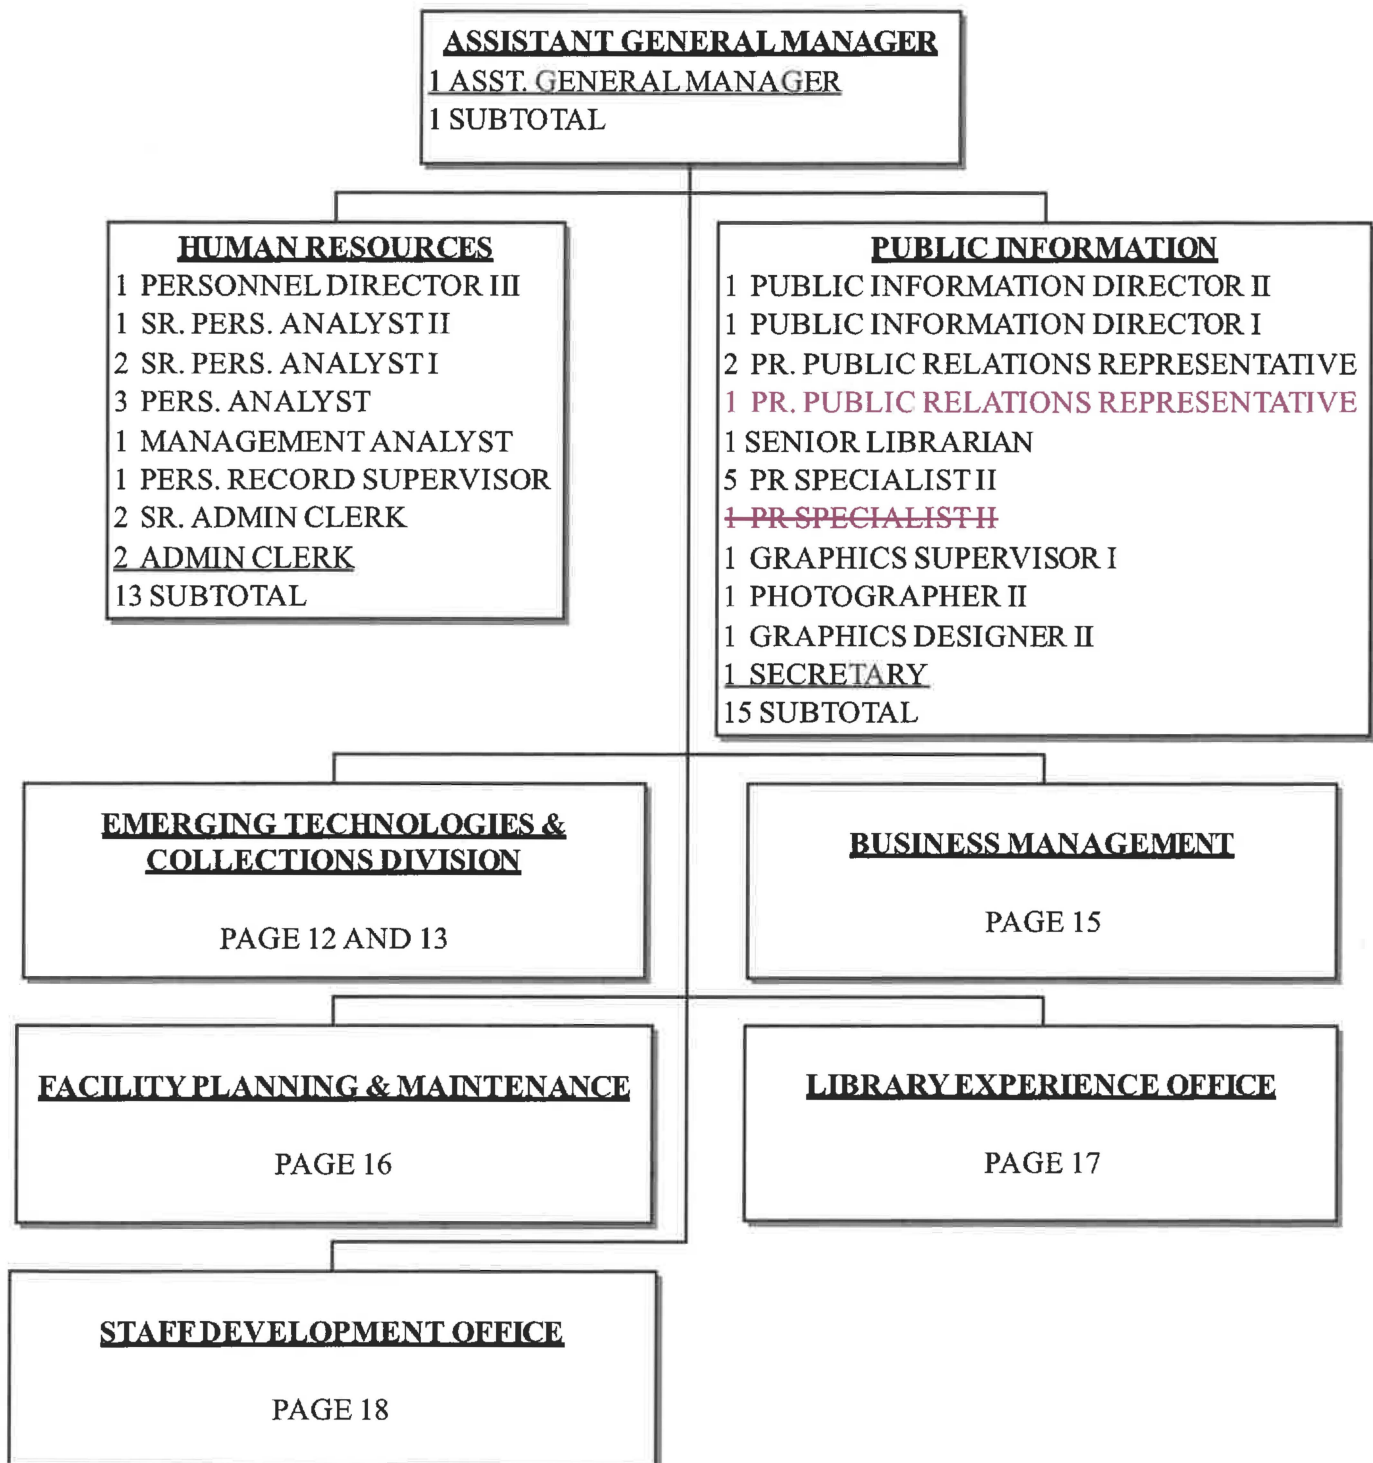 ASSISTANT GENERAL MANAGER
1 ASST. GENERAL MANAGER
1 SUBTOTAL
HUMAN RESOURCES
1 PERSONNEL DIRECTOR III
1 SR. PERS. ANALYST II
2 SR. PERS. ANALYST I
3 PERS. ANALYST
1 MANAGEMENT ANALYST
1 PERS. RECORD SUPERVISOR
2 SR. ADMIN CLERK
2 ADMIN CLERK
13 SUBTOTAL
PUBLIC INFORMATION
1 PUBLIC INFORMATION DIRECTOR II
1 PUBLIC INFORMATION DIRECTOR I
2 PR. PUBLIC RELATIONS REPRESENTATIVE
1 PR. PUBLIC RELATIONS REPRESENTATIVE
1 SENIOR LIBRARIAN
5 PR SPECIALIST II
1 PR SPECIALIST II
1 GRAPHICS SUPERVISOR I
1 PHOTOGRAPHER II
1 GRAPHICS DESIGNER II
1 SECRETARY
15 SUBTOTAL
EMERGING TECHNOLOGIES &
COLLECTIONS DIVISION
PAGE 12 AND 13
BUSINESS MANAGEMENT
PAGE 15
FACILITY PLANNING & MAINTENANCE
PAGE 16
LIBRARY EXPERIENCE OFFICE
PAGE 17
STAFF DEVELOPMENT OFFICE
PAGE 18